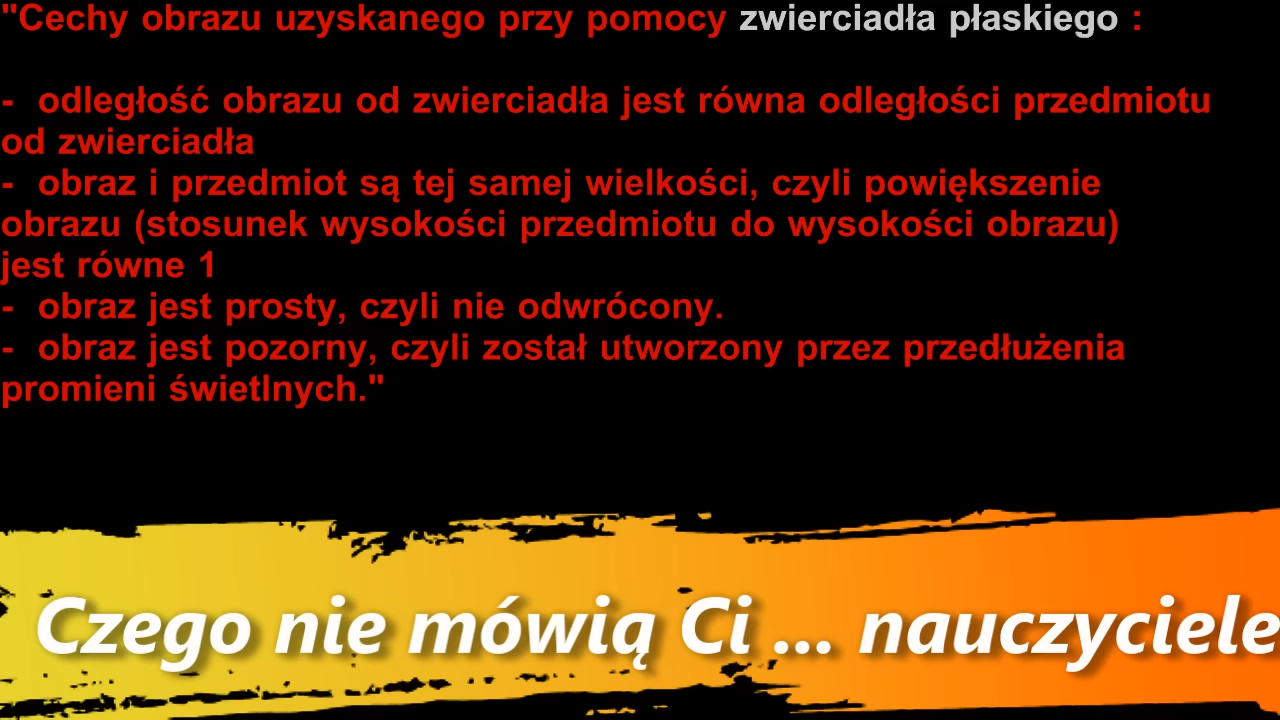 "Cechy obrazu uzyskanego przy pomocy zwierciadła płaskiego :
- odległość obrazu od zwierciadła jest równa odległości przedmiotu
od zwierciadła
- obraz i przedmiot są tej samej wielkości, czyli powiększenie
obrazu (stosunek wysokości przedmiotu do wysokości obrazu)
jest równe 1
- obraz jest prosty, czyli nie odwrócony.
- obraz jest pozorny, czyli został utworzony przez przedłużenia
promieni świetlnych."
Czego nie mówią Ci ... nauczyciele